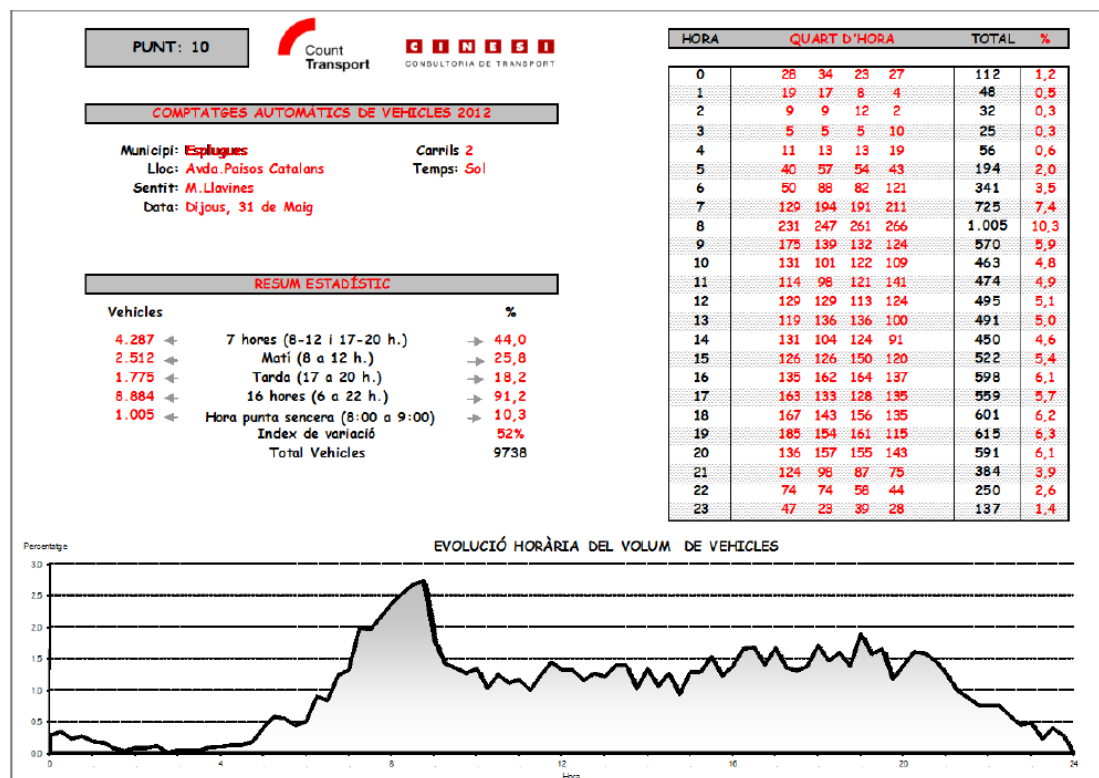 PUNT: 10
Count
Transport
CINESI
CONSULTORIA DE TRANSPORT
COMPTATGES AUTOMÀTICS DE VEHICLES 2012
Municipi: Esplugues
Carrils 2
Lloc: Avda.Paisos Catalans
Temps: Sol
Sentit: M.Llavines
Data: Dijous, 31 de Maig
RESUM ESTADÍSTIC
Vehicles %
4.287 7 hores (8-12 i 17-20 h.) 44,0
2.512 Matí (8 a 12 h.) 25,8
1.775 Tarda (17 a 20 h.) 18,2
8.884 16 hores (6 a 22 h.) 91,2
1.005 Hora punta sencera (8:00 a 9:00) 10,3
Index de variació 52%
Total Vehicles 9738
HORA QUART D'HORA TOTAL %
0 28 34 23 27 112 1,2
1 19 17 8 4 48 0,5
2 9 9 12 2 32 0,3
3 5 5 5 10 25 0,3
4 11 13 13 19 56 0,6
5 40 57 54 43 194 2,0
6 50 88 82 121 341 3,5
7 129 194 191 211 725 7,4
8 231 247 261 266 1.005 10,3
9 175 139 132 124 570 5,9
10 131 101 122 109 463 4,8
11 114 98 121 141 474 4,9
12 129 129 113 124 495 5,1
13 119 136 136 100 491 5,0
14 131 104 124 91 450 4,6
15 126 126 150 120 522 5,4
16 135 162 164 137 598 6,1
17 163 133 128 135 559 5,7
18 167 143 156 135 601 6,2
19 185 154 161 115 615 6,3
20 136 157 155 143 591 6,1
21 124 98 87 75 384 3,9
22 74 74 58 44 250 2,6
23 47 23 39 28 137 1,4
EVOLUCIÓ HORÀRIA DEL VOLUM DE VEHICLES
Percentatge
3.0
2.5
2.0
1.5
1.0
0.5
0.0
0 4 8 12 16 20 24
Hora